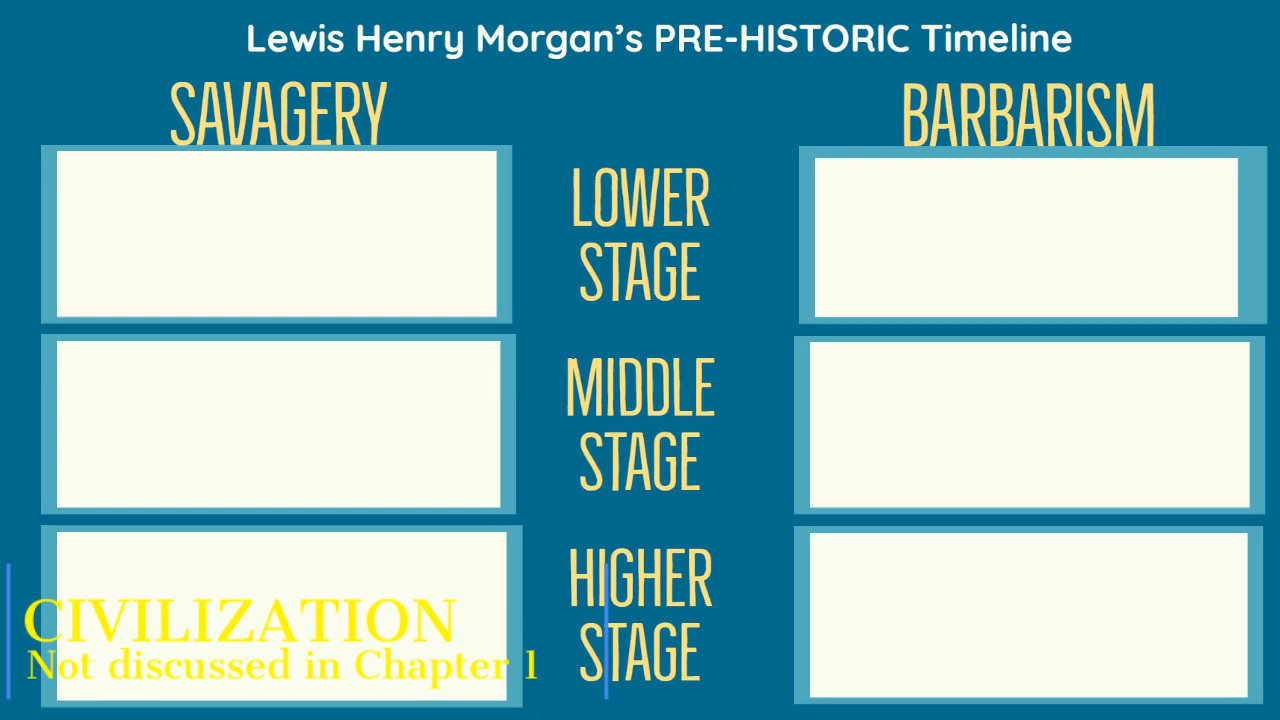 Lewis Henry Morgan's PRE-HISTORIC Timeline
SAVAGERY
BARBARISM
LOWER
STAGE
MIDDLE
STAGE
HIGHER
STAGE
CIVILIZATION
Not discussed in Chapter 1